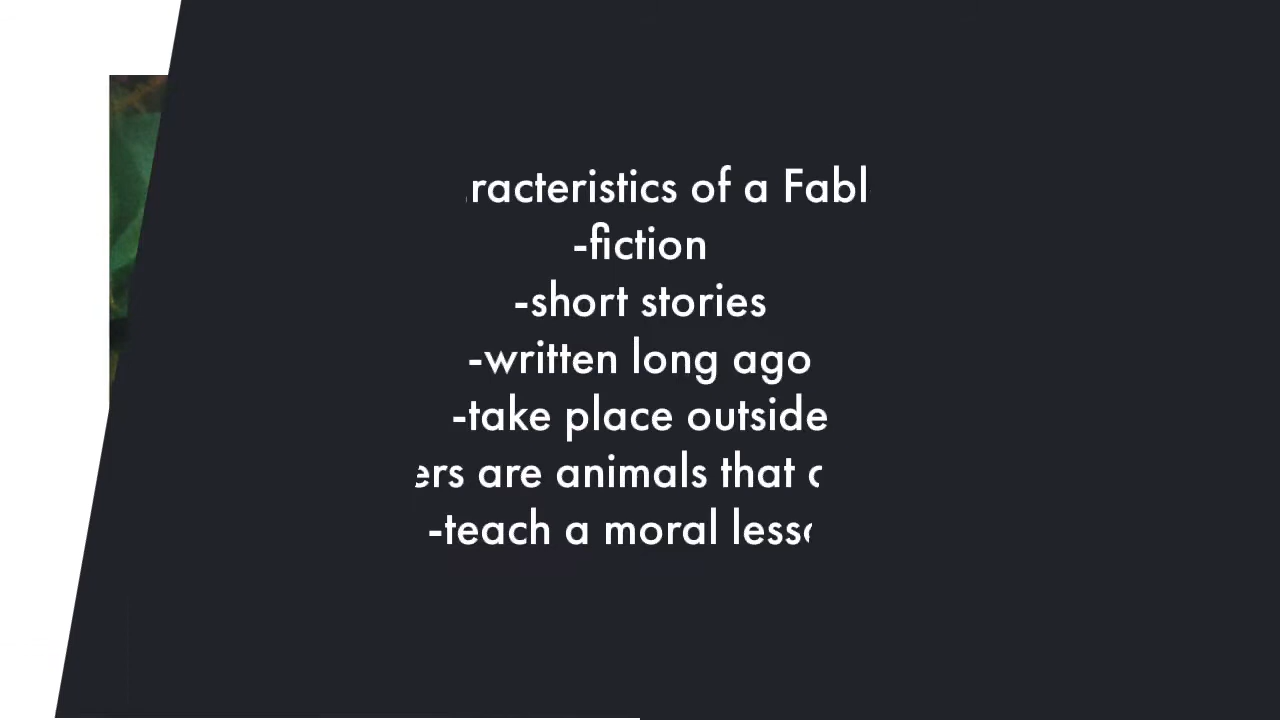 racteristics of a Fabl
-fiction
-short stories
-written long ago
-take place outside
ers are animals that
-teach a moral less